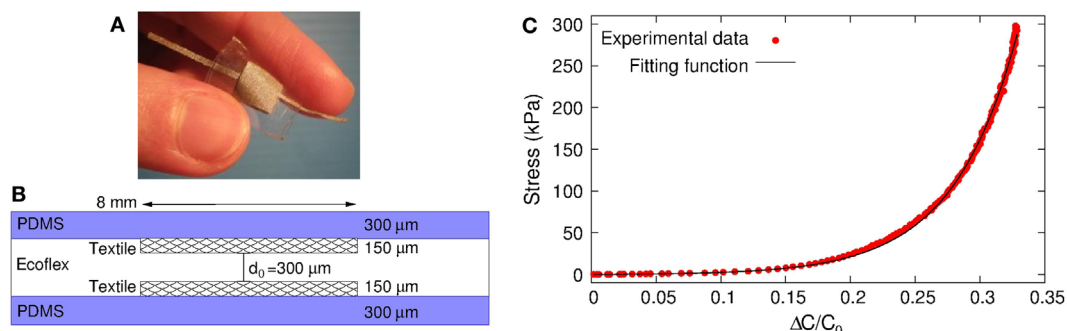 A
B
8 mm
PDMS 300 μm
Textile 150 μm
Ecoflex d₀=300 μm
Textile 150 μm
PDMS 300 μm
C
Experimental data
Fitting function
Stress (kPa)
300
250
200
150
100
50
0
0 0.05 0.1 0.15 0.2 0.25 0.3 0.35
ΔC/C₀